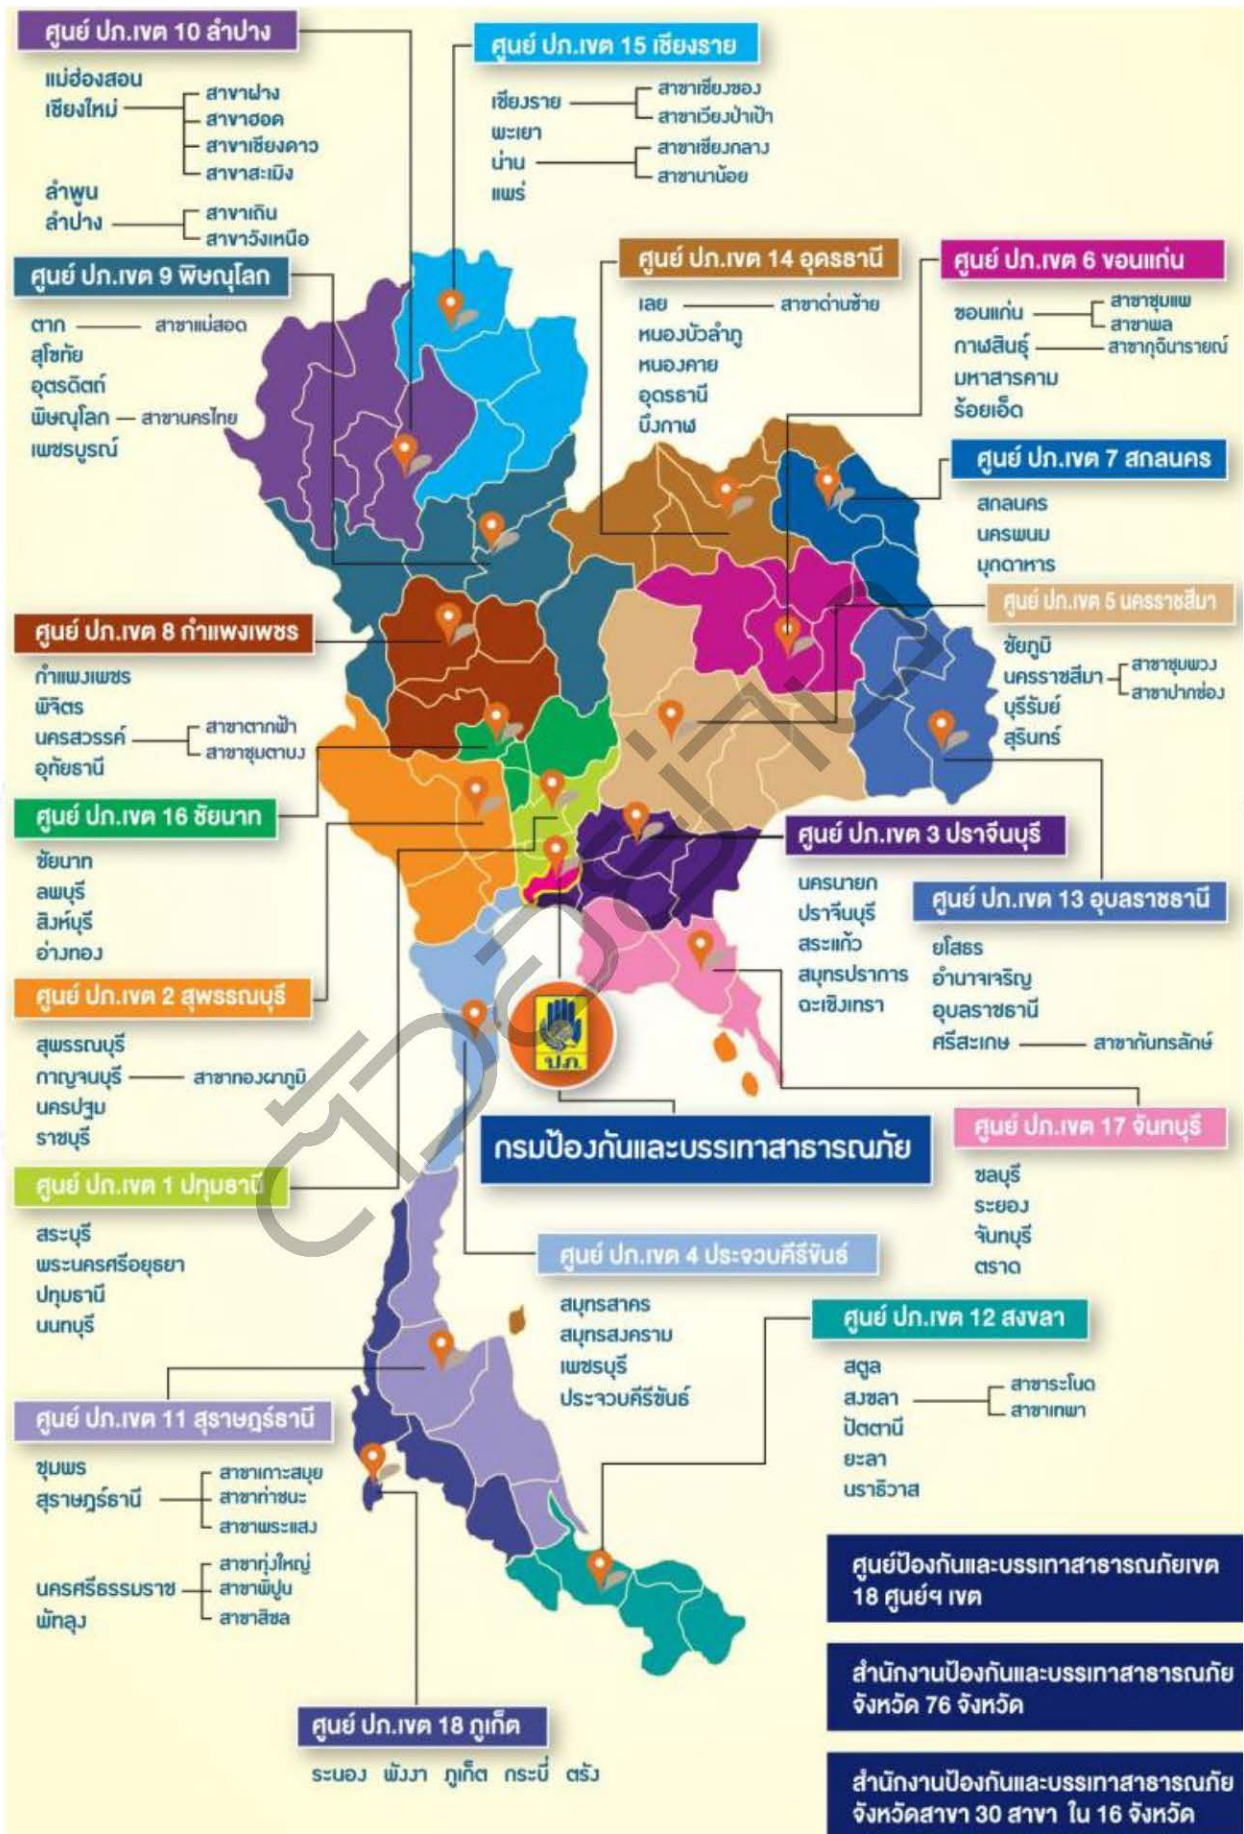 ศูนย์ ปภ.เขต 10 ลำปาง
แม่ฮ่องสอน
เชียงใหม่
สาขาฝาง
สาขาฮอด
สาขาเชียงดาว
สาขาสะเมิง
ลำพูน
ลำปาง
สาขาเถิน
สาขาวังเหนือ
ศูนย์ ปภ.เขต 15 เชียงราย
เชียงราย
สาขาเชียงของ
สาขาเวียงป่าเป้า
พะเยา
น่าน
สาขาเชียงกลาง
สาขานาน้อย
แพร่
ศูนย์ ปภ.เขต 9 พิษณุโลก
ตาก
สาขาแม่สอด
สุโขทัย
อุตรดิตถ์
พิษณุโลก
สาขานครไทย
เพชรบูรณ์
ศูนย์ ปภ.เขต 14 อุดรธานี
เลย
สาขาด่านซ้าย
หนองบัวลำภู
หนองคาย
อุดรธานี
บึงกาฬ
ศูนย์ ปภ.เขต 6 ขอนแก่น
ขอนแก่น
สาขาชุมแพ
สาขาพล
กาฬสินธุ์
สาขากุฉินารายณ์
มหาสารคาม
ร้อยเอ็ด
ศูนย์ ปภ.เขต 7 สกลนคร
สกลนคร
นครพนม
มุกดาหาร
ศูนย์ ปภ.เขต 5 นครราชสีมา
ชัยภูมิ
นครราชสีมา
สาขาชุมพวง
สาขาปากช่อง
บุรีรัมย์
สุรินทร์
ศูนย์ ปภ.เขต 8 กำแพงเพชร
กำแพงเพชร
พิจิตร
นครสวรรค์
สาขาตากฟ้า
สาขาชุมตาบง
อุทัยธานี
ศูนย์ ปภ.เขต 16 ชัยนาท
ชัยนาท
ลพบุรี
สิงห์บุรี
อ่างทอง
ศูนย์ ปภ.เขต 3 ปราจีนบุรี
นครนายก
ปราจีนบุรี
สระแก้ว
สมุทรปราการ
ฉะเชิงเทรา
ศูนย์ ปภ.เขต 13 อุบลราชธานี
ยโสธร
อำนาจเจริญ
อุบลราชธานี
ศรีสะเกษ
สาขากันทรลักษ์
ศูนย์ ปภ.เขต 2 สุพรรณบุรี
สุพรรณบุรี
กาญจนบุรี
สาขาทองผาภูมิ
นครปฐม
ราชบุรี
ปภ.
กรมป้องกันและบรรเทาสาธารณภัย
ศูนย์ ปภ.เขต 17 จันทบุรี
ชลบุรี
ระยอง
จันทบุรี
ตราด
ศูนย์ ปภ.เขต 1 ปทุมธานี
สระบุรี
พระนครศรีอยุธยา
ปทุมธานี
นนทบุรี
ศูนย์ ปภ.เขต 4 ประจวบคีรีขันธ์
สมุทรสาคร
สมุทรสงคราม
เพชรบุรี
ประจวบคีรีขันธ์
ศูนย์ ปภ.เขต 12 สงขลา
สตูล
สงขลา
สาขาระโนด
สาขาเทพา
ปัตตานี
ยะลา
นราธิวาส
ศูนย์ ปภ.เขต 11 สุราษฎร์ธานี
ชุมพร
สุราษฎร์ธานี
สาขาเกาะสมุย
สาขาท่าชนะ
สาขาพระแสง
นครศรีธรรมราช
สาขาทุ่งใหญ่
สาขาพิปูน
สาขาสิชล
พัทลุง
ศูนย์ ปภ.เขต 18 ภูเก็ต
ระนอง พังงา ภูเก็ต กระบี่ ตรัง
ศูนย์ป้องกันและบรรเทาสาธารณภัยเขต
18 ศูนย์ฯ เขต
สำนักงานป้องกันและบรรเทาสาธารณภัย
จังหวัด 76 จังหวัด
สำนักงานป้องกันและบรรเทาสาธารณภัย
จังหวัดสาขา 30 สาขา ใน 16 จังหวัด
ตัวอย่าง